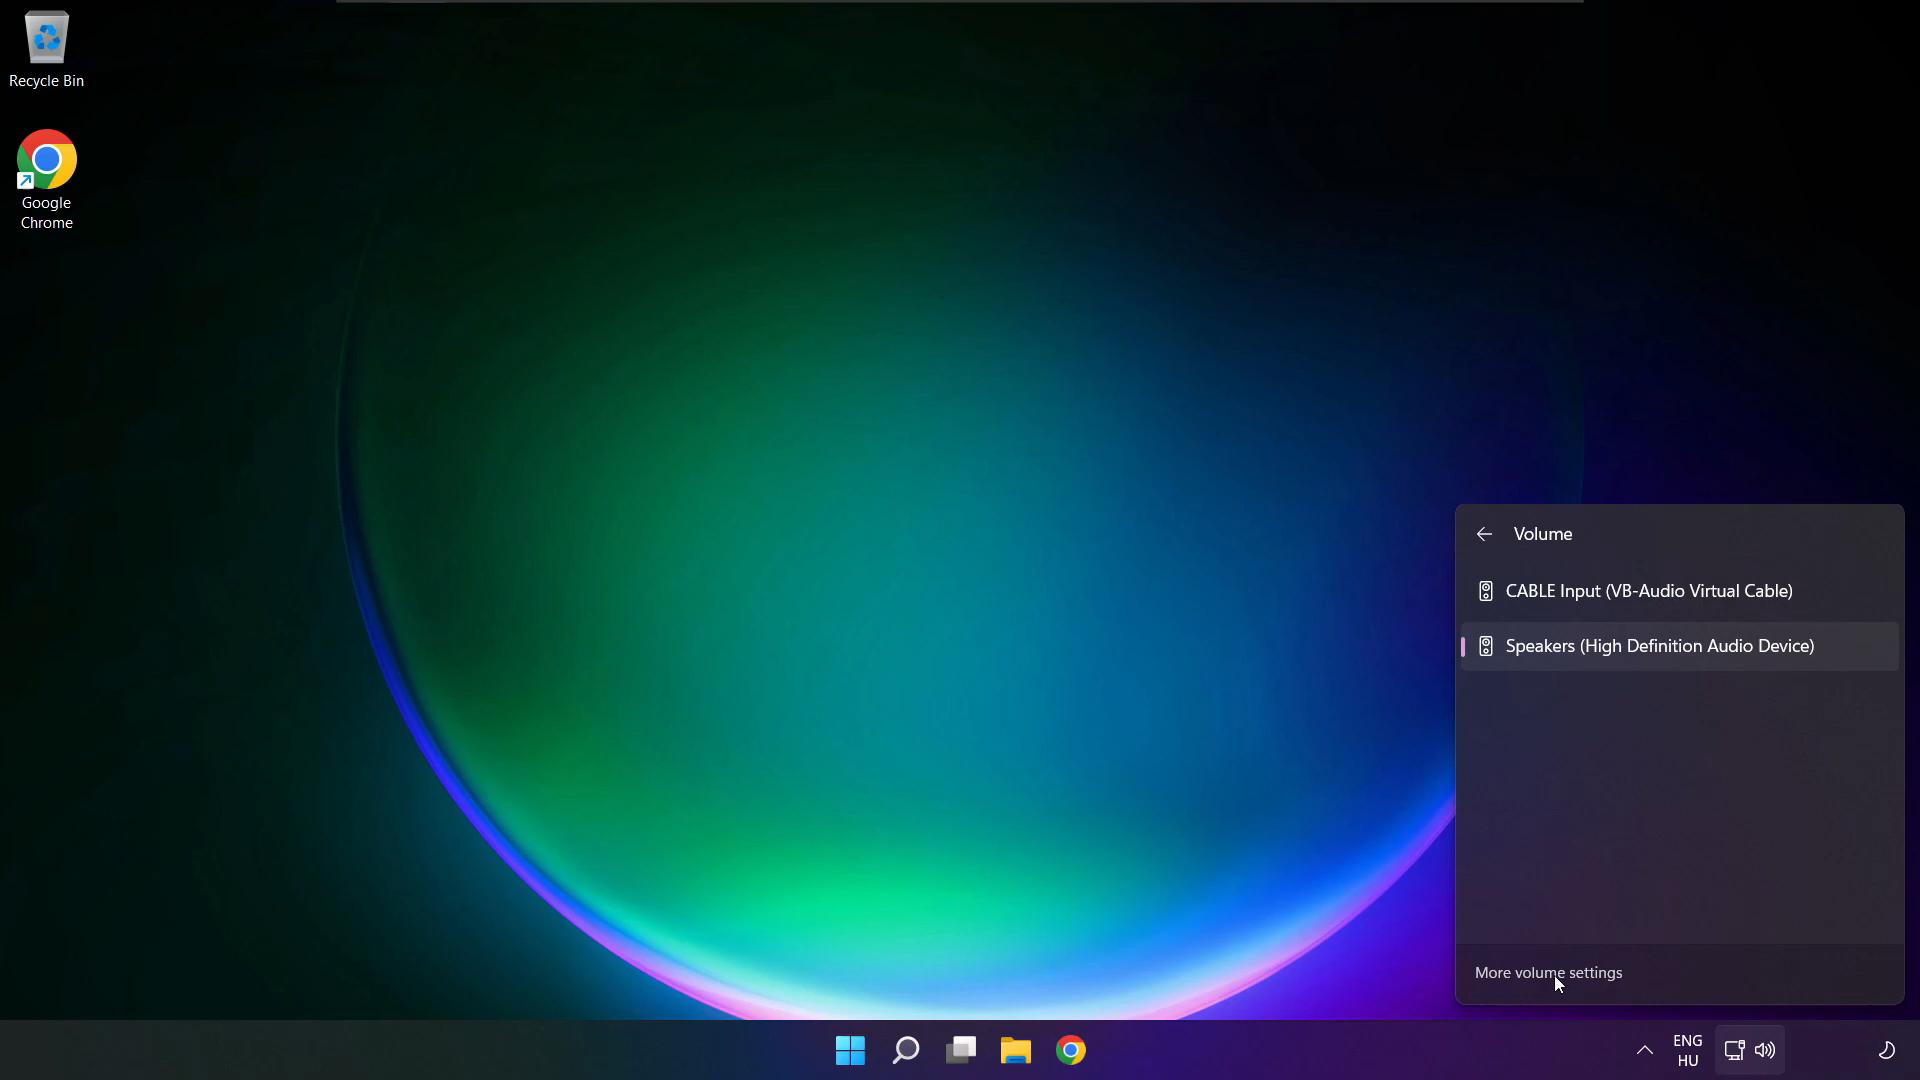 Recycle Bin
Google
Chrome
Volume
CABLE Input (VB-Audio Virtual Cable)
Speakers (High Definition Audio Device)
More volume settings
ENG
HU